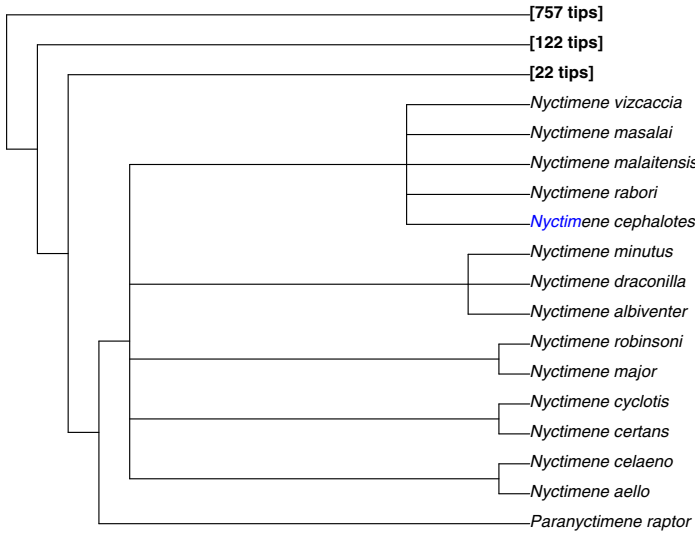 [757 tips]
[122 tips]
[22 tips]
Nyctimene vizcaccia
Nyctimene masalai
Nyctimene malaitensis
Nyctimene rabori
Nyctimene cephalotes
Nyctimene minutus
Nyctimene draconilla
Nyctimene albiventer
Nyctimene robinsoni
Nyctimene major
Nyctimene cyclotis
Nyctimene certans
Nyctimene celaeno
Nyctimene aello
Paranyctimene raptor